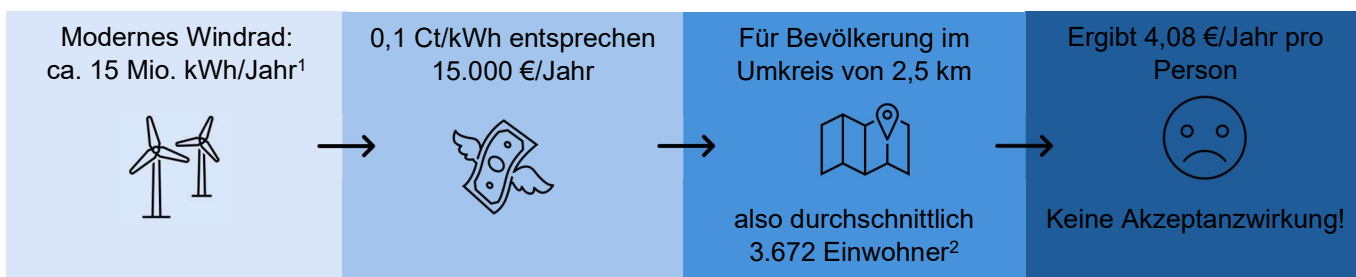 Modernes Windrad:
ca. 15 Mio. kWh/Jahr¹
0,1 Ct/kWh entsprechen
15.000 €/Jahr
Für Bevölkerung im
Umkreis von 2,5 km
also durchschnittlich
3.672 Einwohner²
Ergibt 4,08 €/Jahr pro
Person
Keine Akzeptanzwirkung!